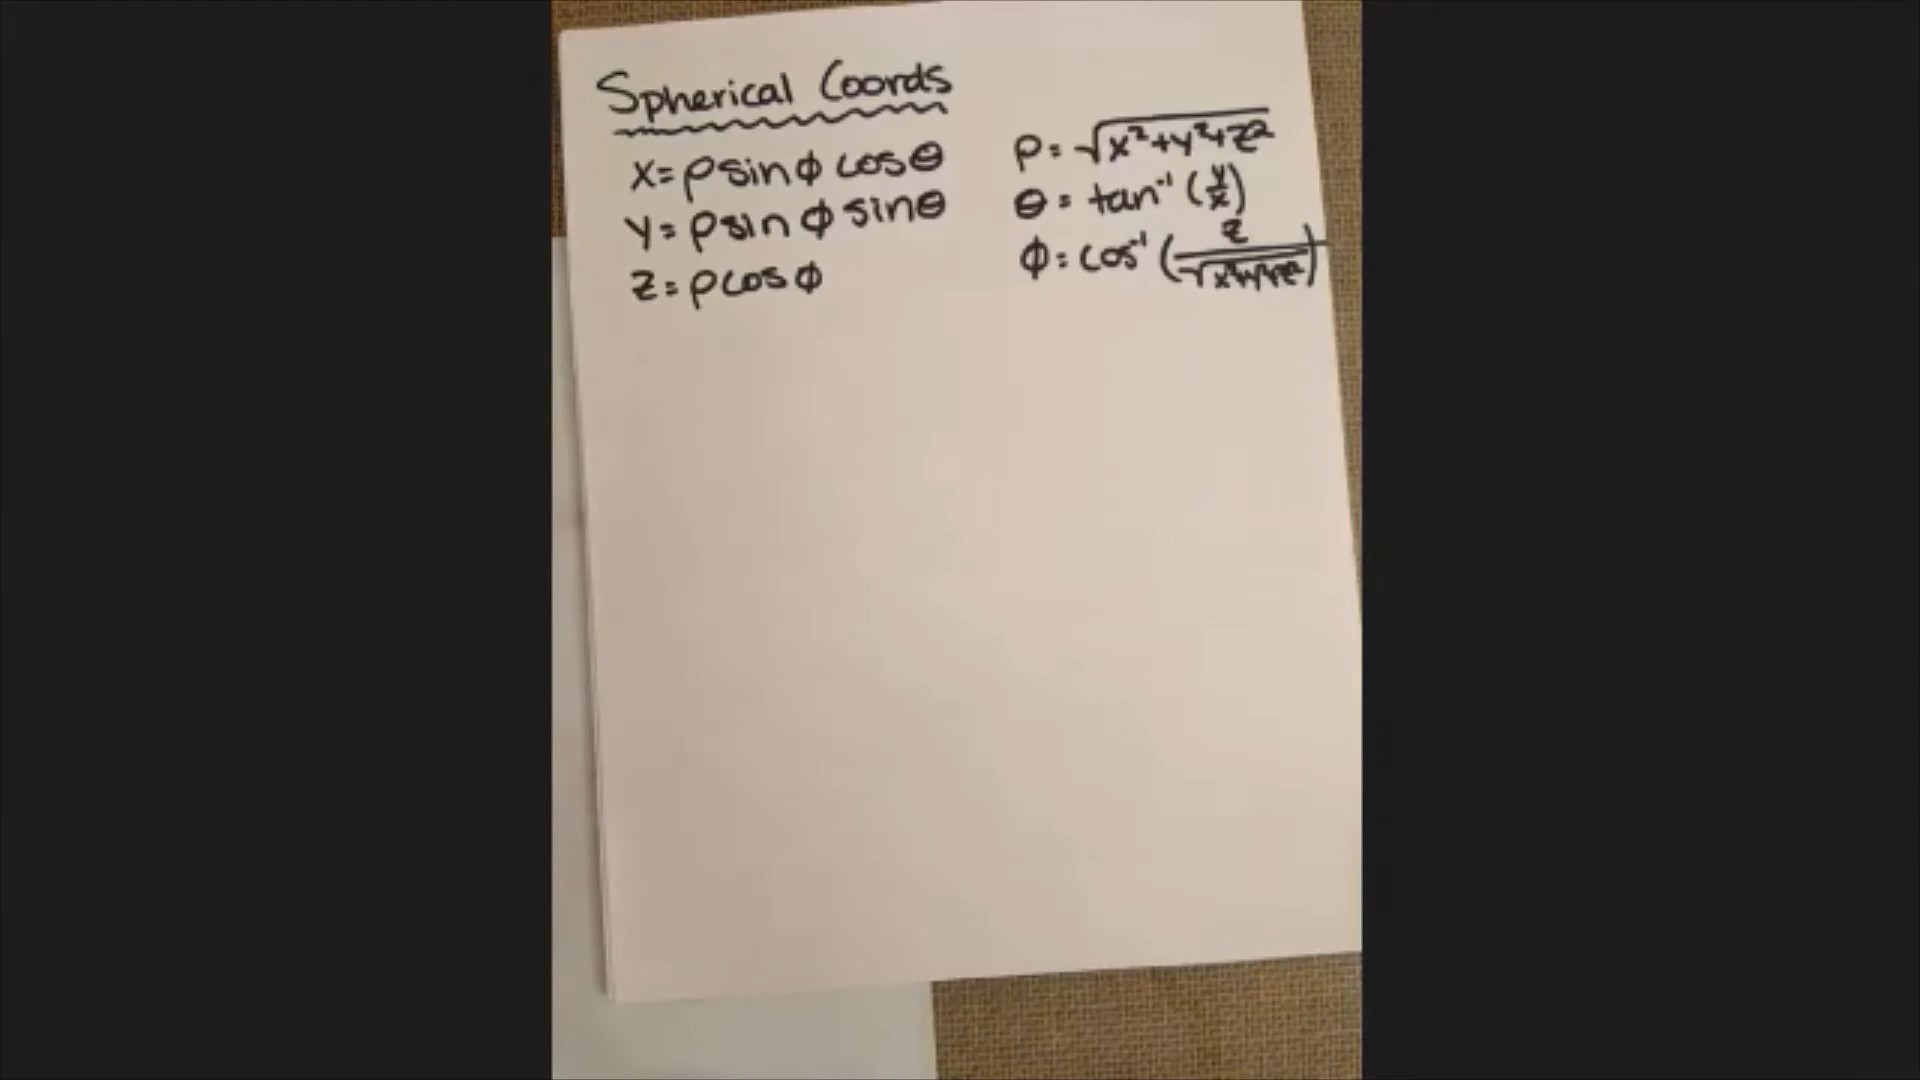 Spherical Coords
x = ρ sin φ cos θ
y = ρ sin φ sin θ
z = ρ cos φ
ρ = √(x² + y² + z²)
θ = tan⁻¹ (y/x)
φ = cos⁻¹ (z/√(x² + y² + z²))